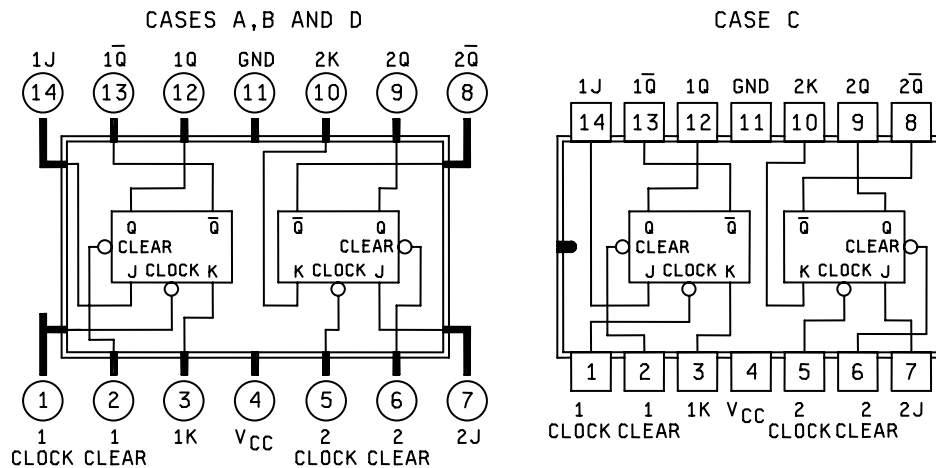 CASES A,B AND D
1J 1Q̅ 1Q GND 2K 2Q 2Q̅
14 13 12 11 10 9 8
Q Q̅ Q̅ Q
CLEAR CLEAR
J CLOCK K K CLOCK J
1 2 3 4 5 6 7
1 1 1K VCC 2 2 2J
CLOCK CLEAR CLOCK CLEAR
CASE C
1J 1Q̅ 1Q GND 2K 2Q 2Q̅
14 13 12 11 10 9 8
Q Q̅ Q̅ Q
CLEAR CLEAR
J CLOCK K K CLOCK J
1 2 3 4 5 6 7
1 1 1K VCC 2 2 2J
CLOCK CLEAR CLOCK CLEAR